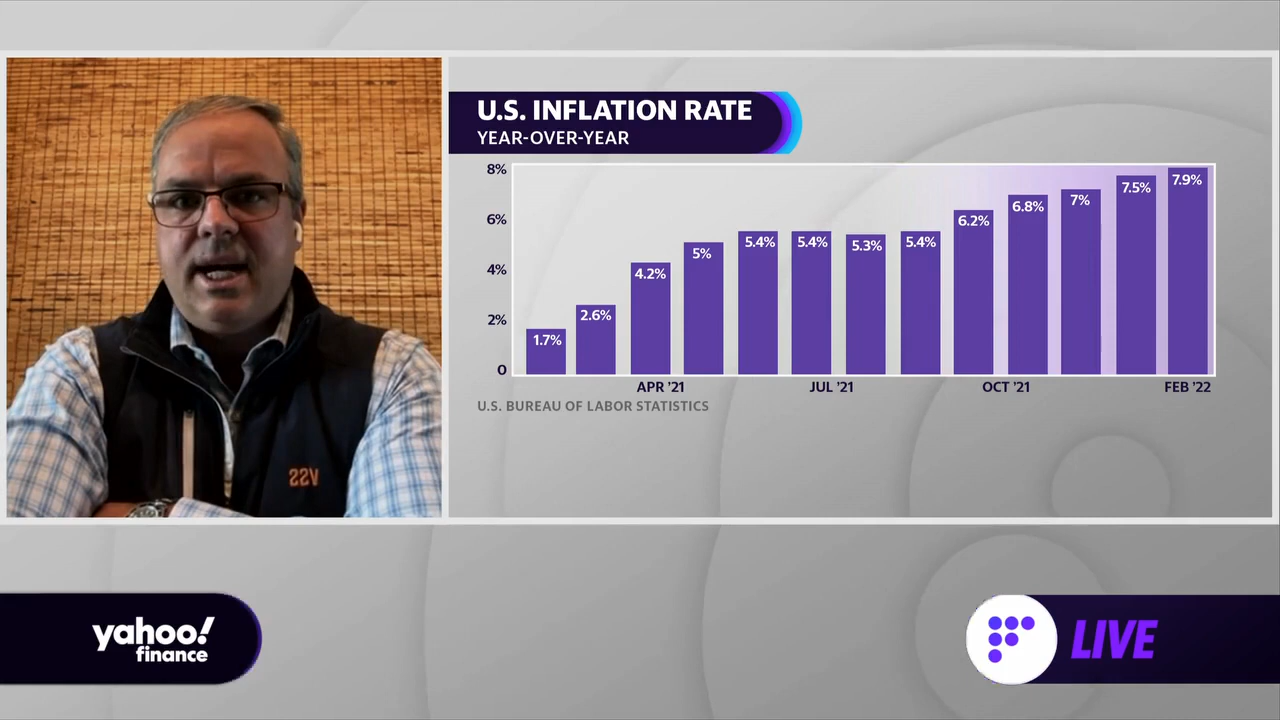 U.S. INFLATION RATE
YEAR-OVER-YEAR
8%
6%
4%
2%
0
1.7%
2.6%
4.2%
5%
5.4%
5.4%
5.3%
5.4%
6.2%
6.8%
7%
7.5%
7.9%
APR '21
JUL '21
OCT '21
FEB '22
U.S. BUREAU OF LABOR STATISTICS
22V
yahoo!
finance
LIVE